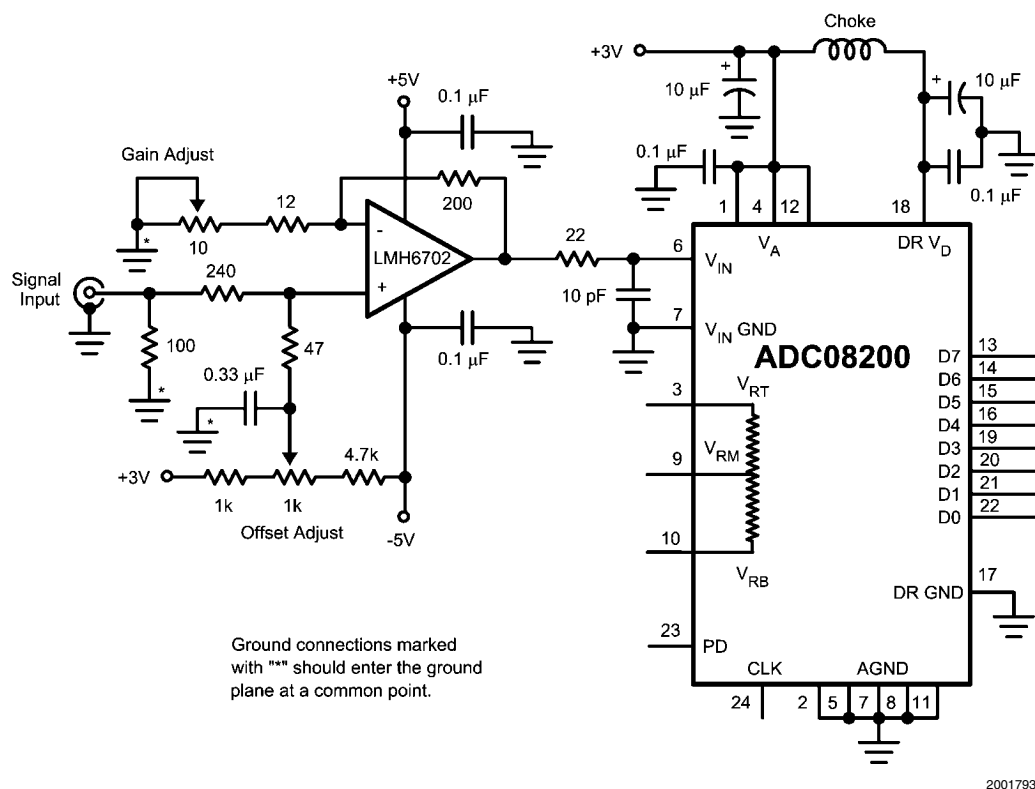 Choke
+3V
+
10 µF
+
10 µF
+5V
0.1 µF
0.1 µF
0.1 µF
Gain Adjust
12
200
1
4
12
18
*
10
-
LMH6702
+
22
6
V_A
DR V_D
V_IN
240
Signal
Input
10 pF
7
V_IN GND
100
47
0.1 µF
ADC08200
D7
13
D6
14
D5
15
D4
16
D3
19
D2
20
D1
21
D0
22
*
0.33 µF
*
3
V_RT
9
V_RM
10
V_RB
+3V
1k
1k
4.7k
-5V
Offset Adjust
17
DR GND
Ground connections marked
with "*" should enter the ground
plane at a common point.
23
PD
CLK
AGND
24
2
5
7
8
11
2001793